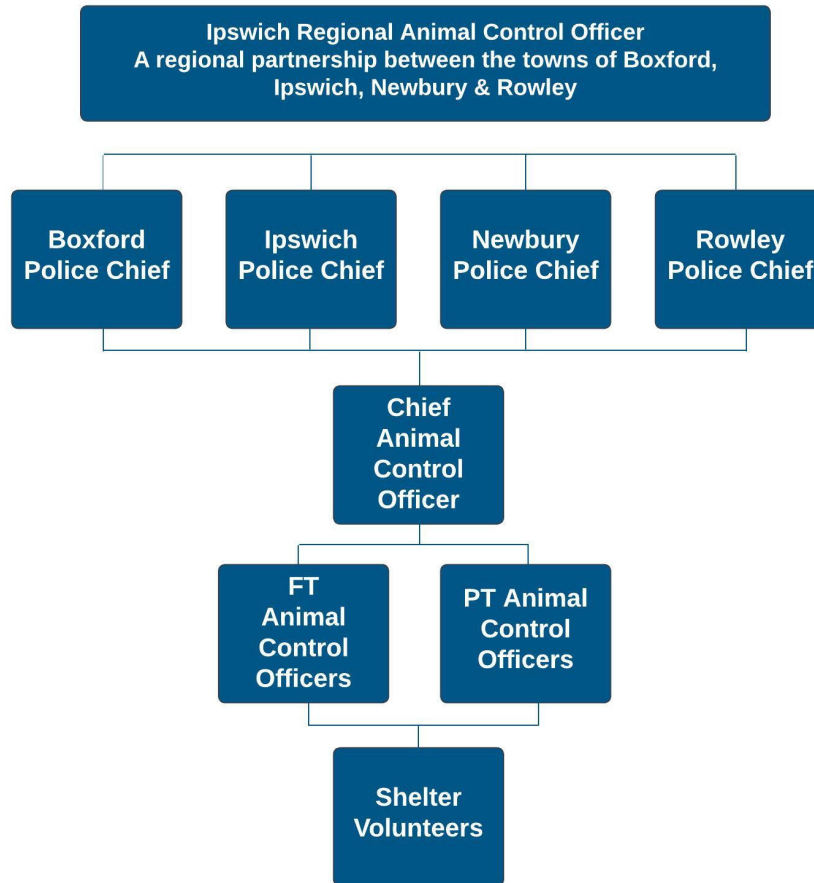 Ipswich Regional Animal Control Officer
A regional partnership between the towns of Boxford,
Ipswich, Newbury & Rowley
Boxford
Police Chief
Ipswich
Police Chief
Newbury
Police Chief
Rowley
Police Chief
Chief
Animal
Control
Officer
FT
Animal
Control
Officers
PT Animal
Control
Officers
Shelter
Volunteers